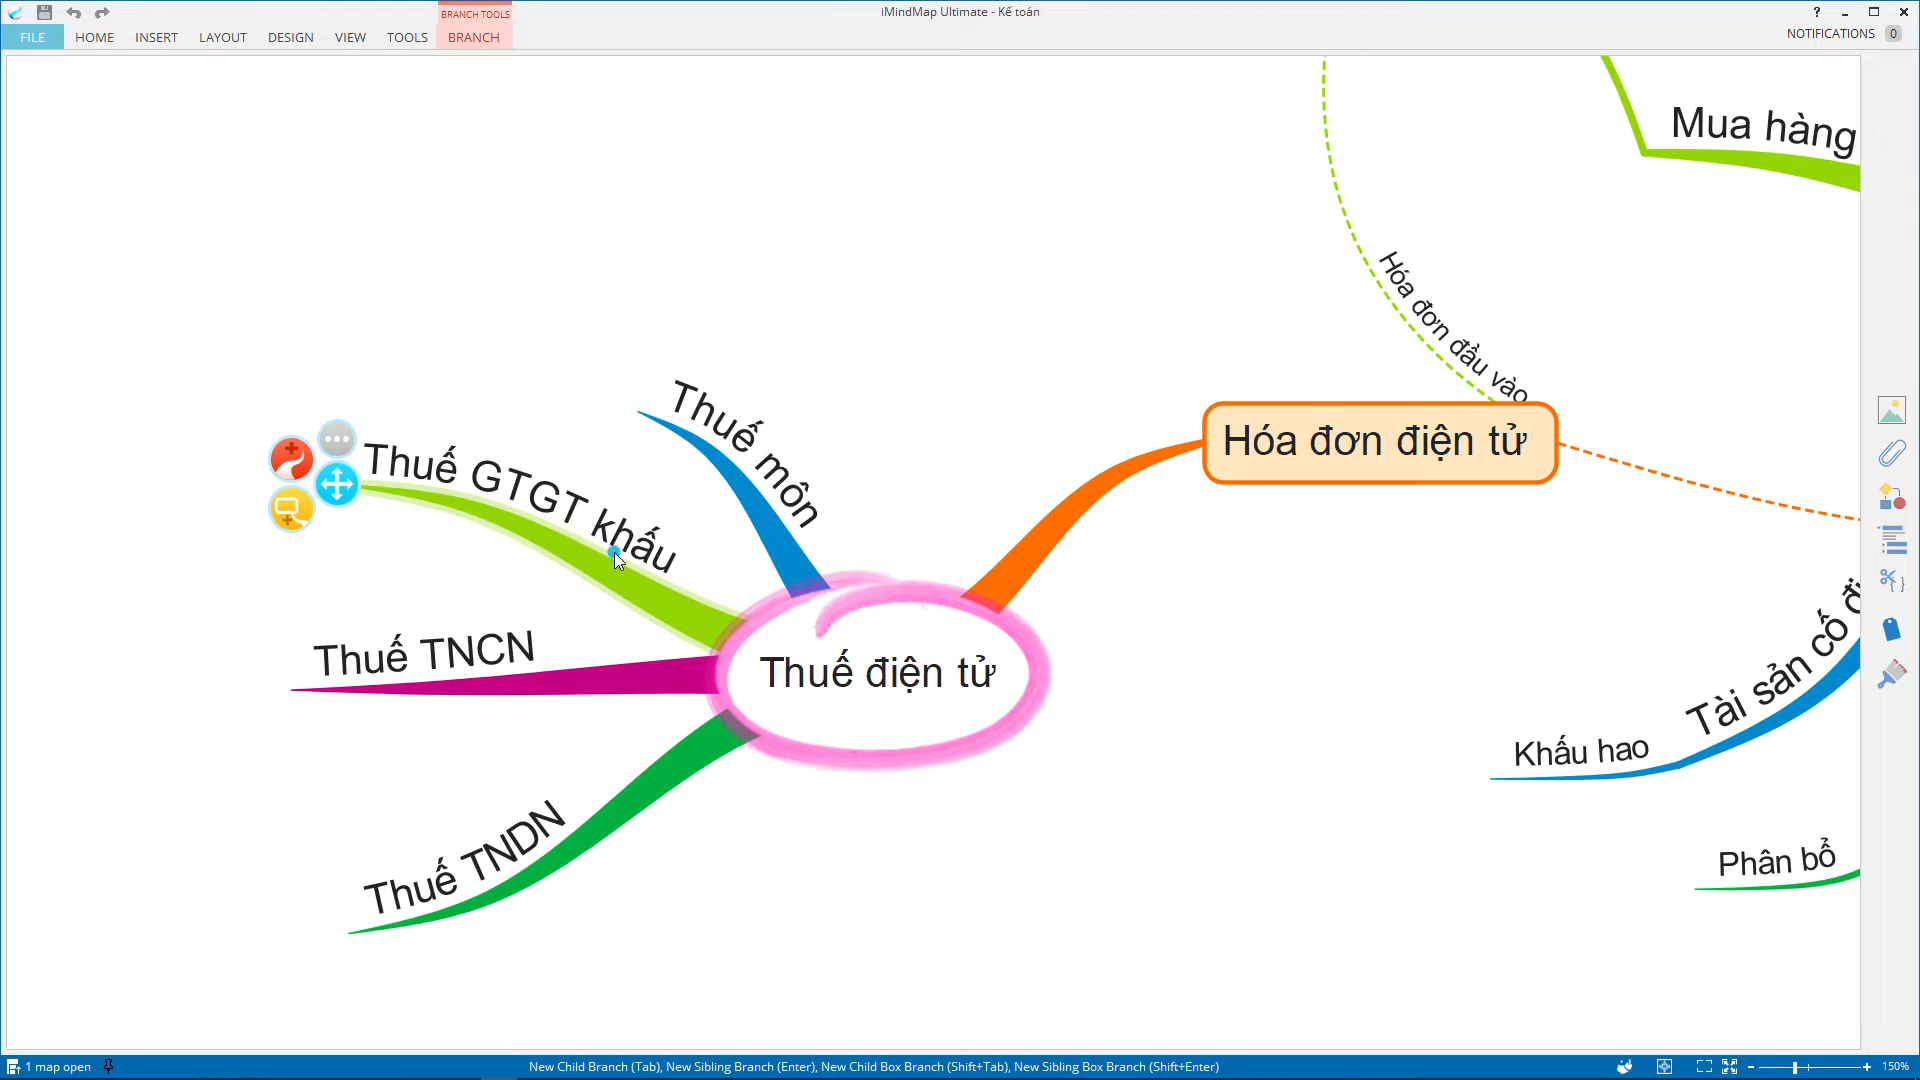 BRANCH TOOLS
iMindMap Ultimate - Kế toán
?
FILE
HOME
INSERT
LAYOUT
DESIGN
VIEW
TOOLS
BRANCH
NOTIFICATIONS 0
Mua hàng
Hóa đơn đầu vào
Hóa đơn điện tử
Thuế môn
Thuế GTGT khấu
Thuế TNCN
Thuế điện tử
Thuế TNDN
Tài sản cố
Khấu hao
Phân bổ
1 map open
New Child Branch (Tab), New Sibling Branch (Enter), New Child Box Branch (Shift+Tab), New Sibling Box Branch (Shift+Enter)
150%